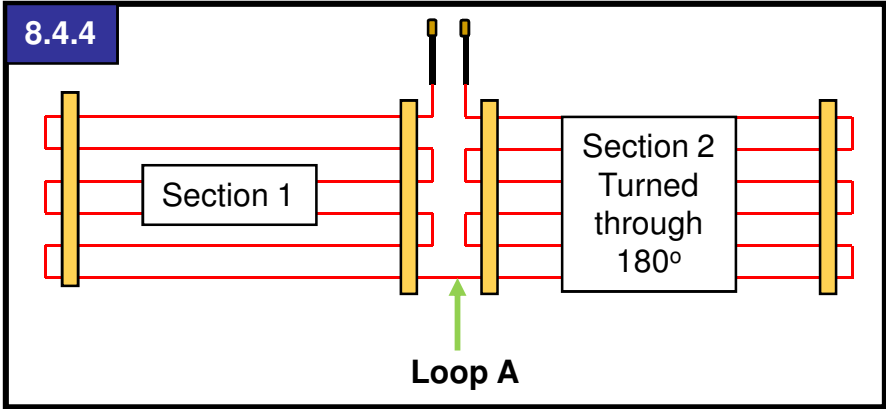 8.4.4
Section 1
Section 2
Turned
through
180º
Loop A